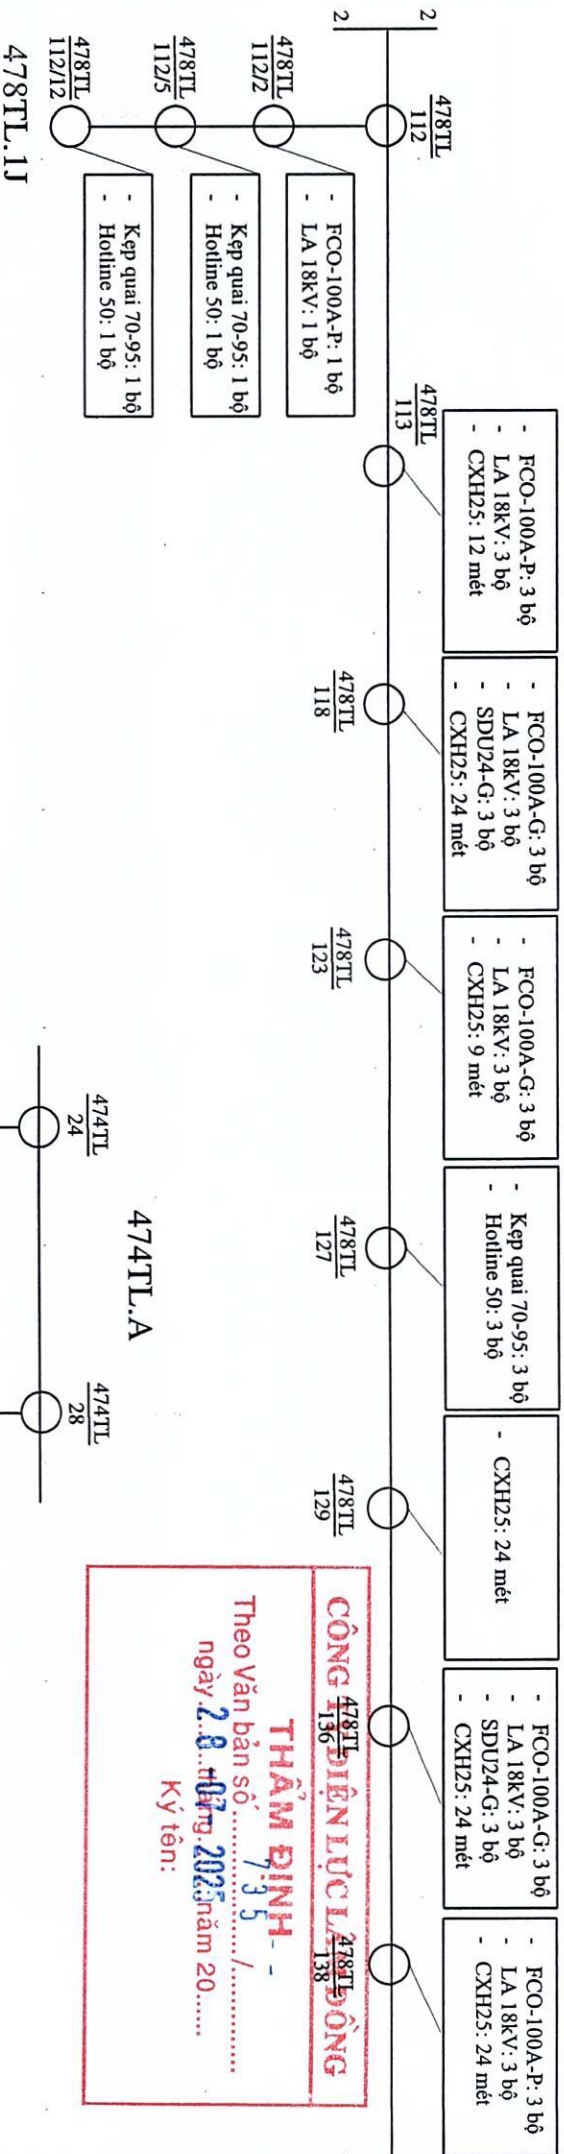 2
2
478TL
112
478TL
112/2
478TL
112/5
478TL
112/12
478TL.1J
- FCO-100A-P: 1 bộ
- LA 18kV: 1 bộ
- Kẹp quai 70-95: 1 bộ
- Hotline 50: 1 bộ
- Kẹp quai 70-95: 1 bộ
- Hotline 50: 1 bộ
478TL
113
- FCO-100A-P: 3 bộ
- LA 18kV: 3 bộ
- CXH25: 12 mét
478TL
118
- FCO-100A-G: 3 bộ
- LA 18kV: 3 bộ
- SDU24-G: 3 bộ
- CXH25: 24 mét
478TL
123
- FCO-100A-G: 3 bộ
- LA 18kV: 3 bộ
- CXH25: 9 mét
478TL
127
- Kẹp quai 70-95: 3 bộ
- Hotline 50: 3 bộ
478TL
129
- CXH25: 24 mét
478TL
136
- FCO-100A-G: 3 bộ
- LA 18kV: 3 bộ
- SDU24-G: 3 bộ
- CXH25: 24 mét
478TL
138
- FCO-100A-P: 3 bộ
- LA 18kV: 3 bộ
- CXH25: 24 mét
474TL
24
474TL.A
474TL
28
CÔNG TY ĐIỆN LỰC LÂM ĐỒNG
THẨM ĐỊNH
Theo Văn bản số 735 /
ngày 28 tháng 07 2025 năm 20
Ký tên: